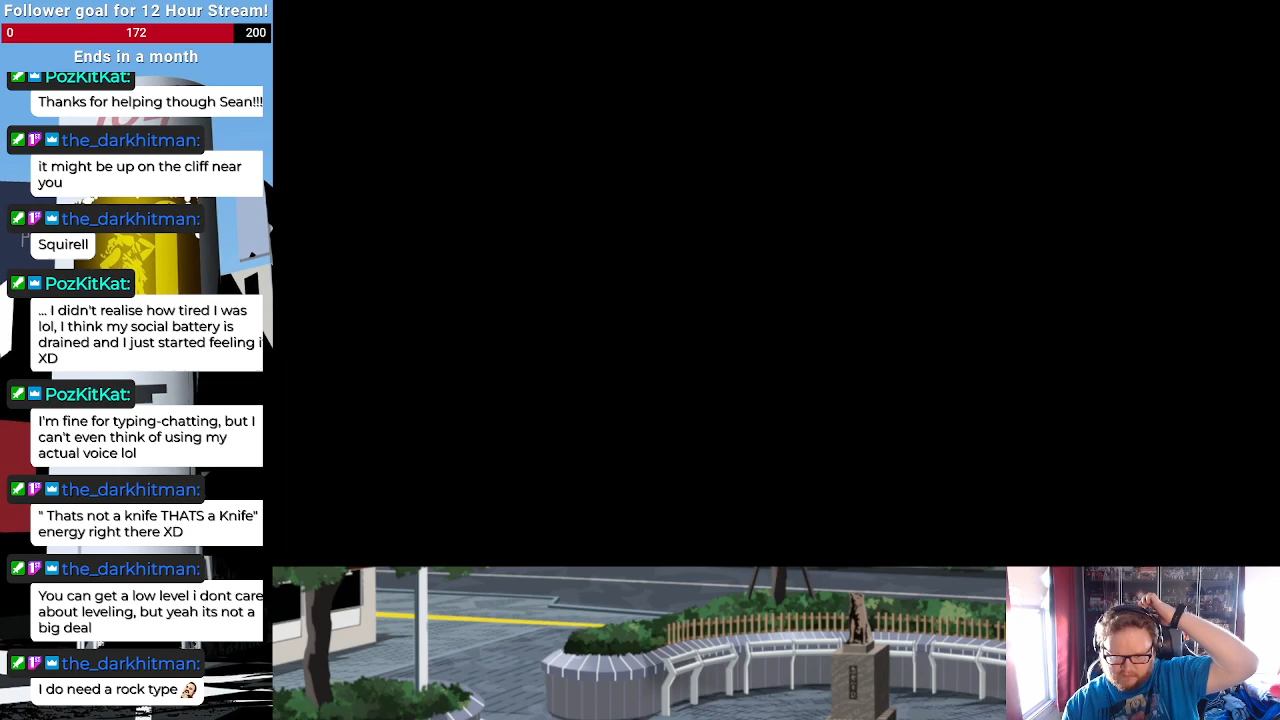 Follower goal for 12 Hour Stream!
0 172 200
Ends in a month
PozKitKat:
Thanks for helping though Sean!!!
the_darkhitman:
it might be up on the cliff near
you
the_darkhitman:
Squirell
PozKitKat:
... I didn't realise how tired I was
lol, I think my social battery is
drained and I just started feeling i
XD
PozKitKat:
I'm fine for typing-chatting, but I
can't even think of using my
actual voice lol
the_darkhitman:
" Thats not a knife THATS a Knife"
energy right there XD
the_darkhitman:
You can get a low level i dont care
about leveling, but yeah its not a
big deal
the_darkhitman:
I do need a rock type